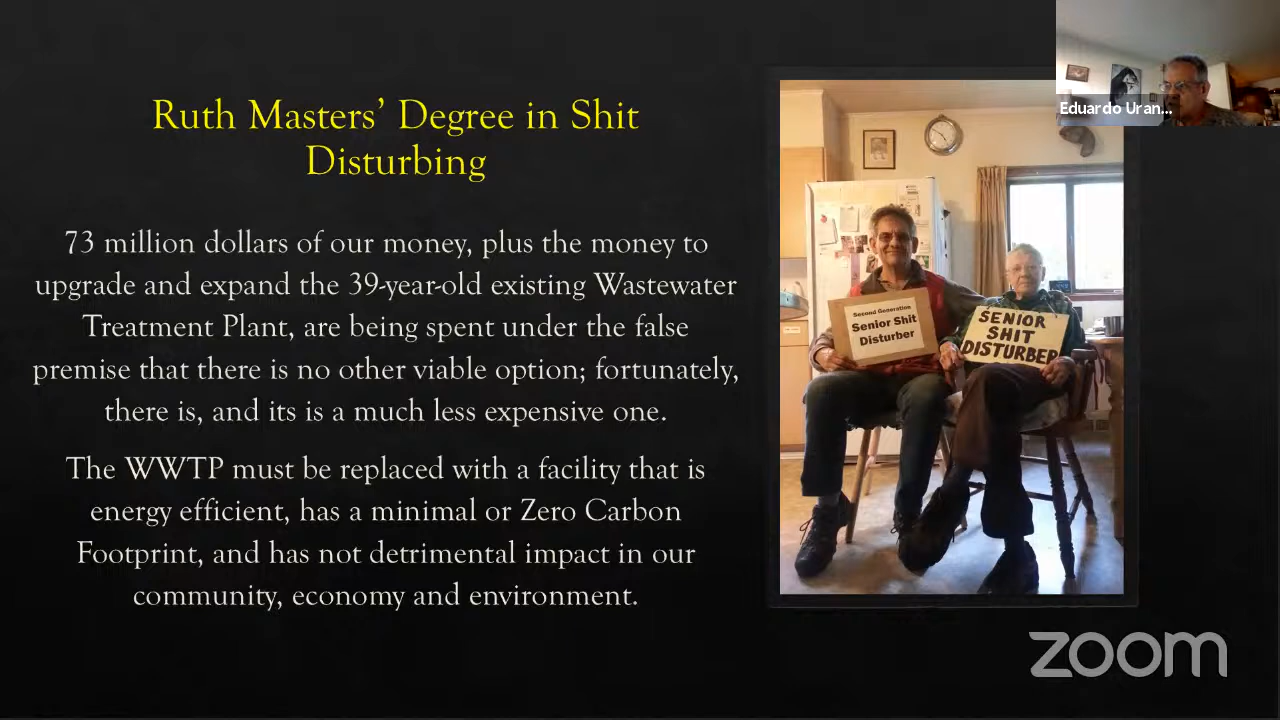 Ruth Masters’ Degree in Shit
Disturbing
73 million dollars of our money, plus the money to
upgrade and expand the 39-year-old existing Wastewater
Treatment Plant, are being spent under the false
premise that there is no other viable option; fortunately,
there is, and its is a much less expensive one.
The WWTP must be replaced with a facility that is
energy efficient, has a minimal or Zero Carbon
Footprint, and has not detrimental impact in our
community, economy and environment.
Eduardo Uran...
Second Generation
Senior Shit
Disturber
SENIOR
SHIT
DISTURBER
zoom